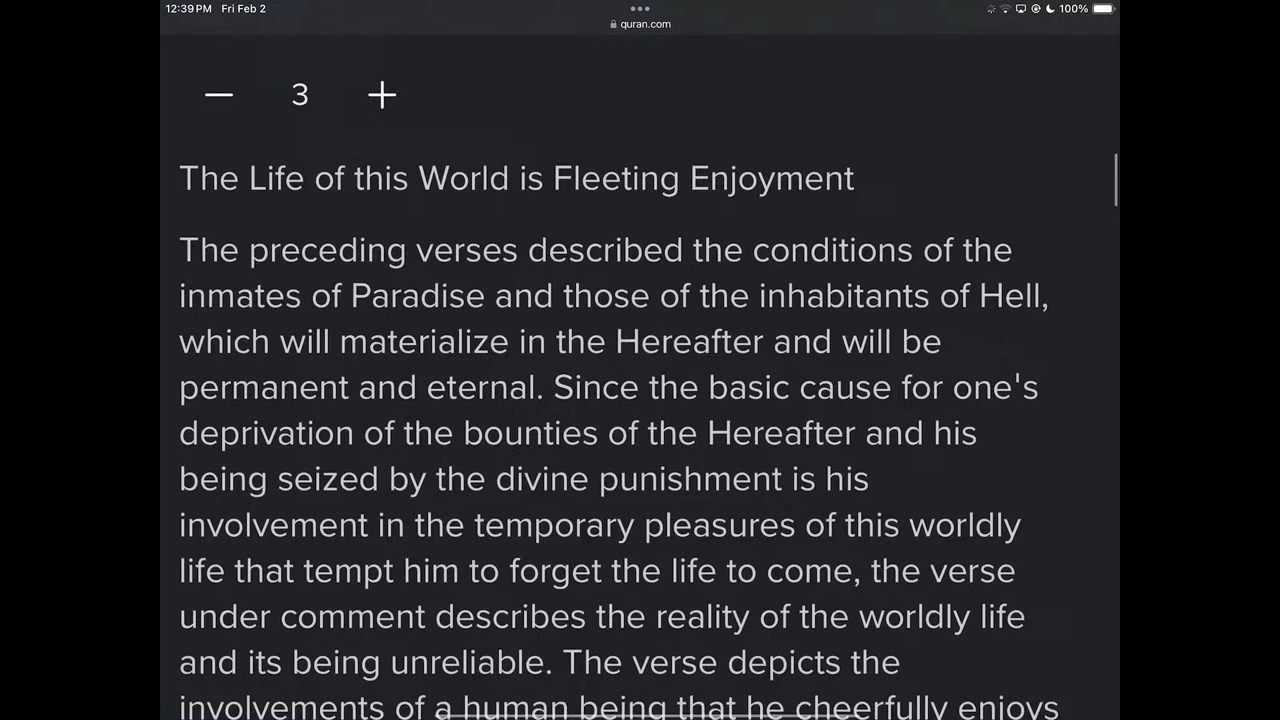 12:39 PM Fri Feb 2
100%
quran.com
3
The Life of this World is Fleeting Enjoyment
The preceding verses described the conditions of the
inmates of Paradise and those of the inhabitants of Hell,
which will materialize in the Hereafter and will be
permanent and eternal. Since the basic cause for one's
deprivation of the bounties of the Hereafter and his
being seized by the divine punishment is his
involvement in the temporary pleasures of this worldly
life that tempt him to forget the life to come, the verse
under comment describes the reality of the worldly life
and its being unreliable. The verse depicts the
involvements of a human being that he cheerfully enjoys